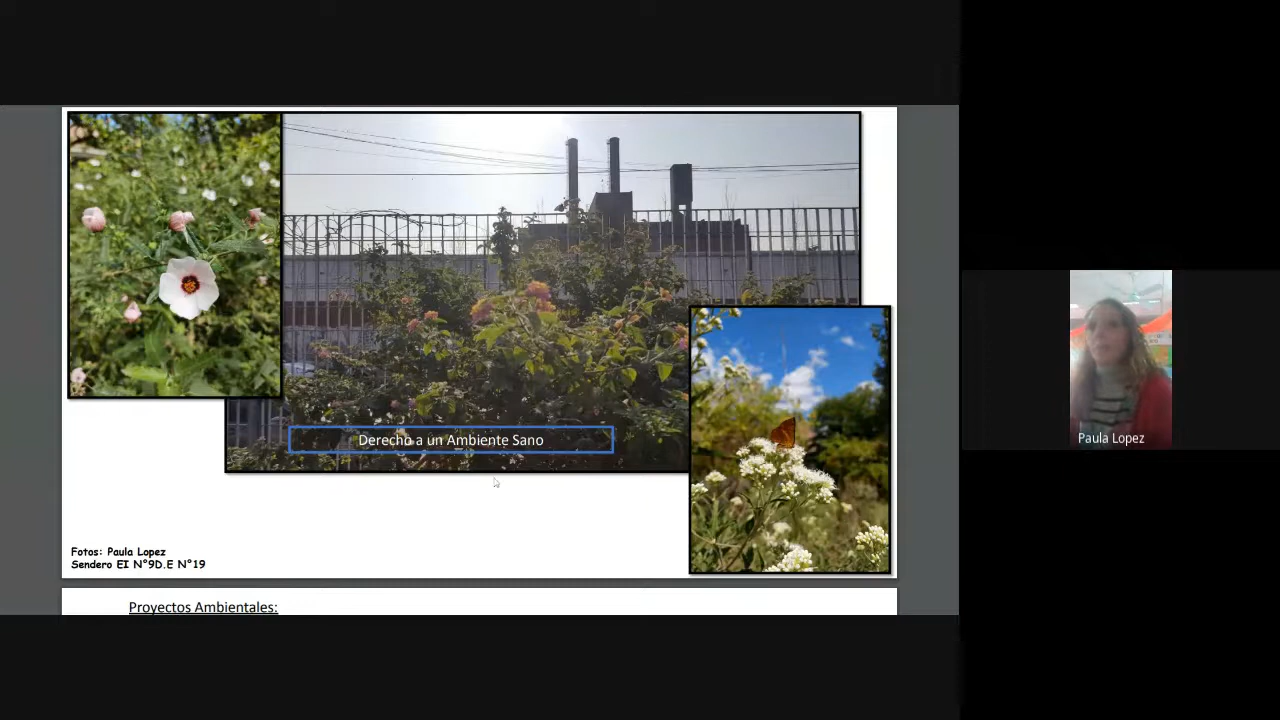 Derecho a un Ambiente Sano
Fotos: Paula Lopez
Sendero EI N°9D.E N°19
Proyectos Ambientales:
Paula Lopez